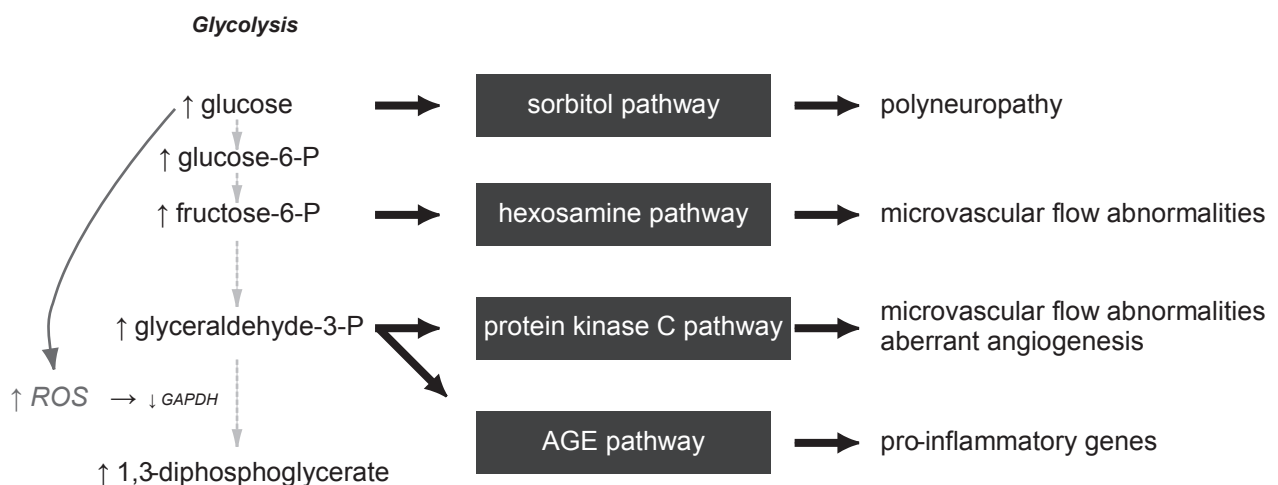 Glycolysis
↑ glucose
sorbitol pathway
polyneuropathy
↑ glucose-6-P
↑ fructose-6-P
hexosamine pathway
microvascular flow abnormalities
↑ glyceraldehyde-3-P
protein kinase C pathway
microvascular flow abnormalities
aberrant angiogenesis
↑ ROS → ↓ GAPDH
AGE pathway
pro-inflammatory genes
↑ 1,3-diphosphoglycerate